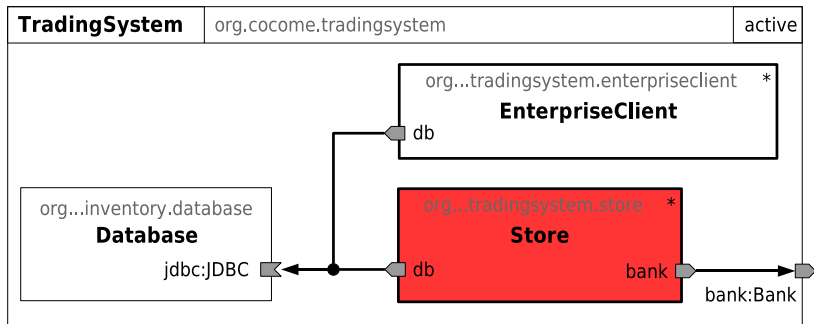 TradingSystem org.cocome.tradingsystem active
org...tradingsystem.enterpriseclient *
EnterpriseClient
db
org...inventory.database
Database
jdbc:JDBC
org...tradingsystem.store *
Store
db
bank
bank:Bank